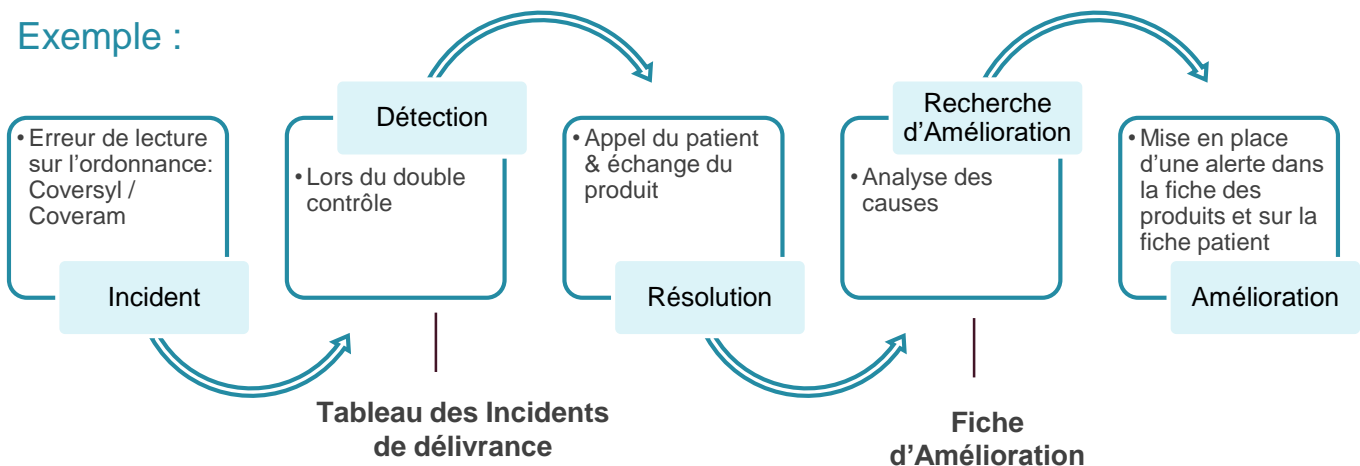 Exemple :
• Erreur de lecture
sur l’ordonnance:
Coversyl /
Coveram
Incident
Détection
• Lors du double
contrôle
• Appel du patient
& échange du
produit
Résolution
Recherche
d’Amélioration
• Analyse des
causes
• Mise en place
d’une alerte dans
la fiche des
produits et sur la
fiche patient
Amélioration
Tableau des Incidents
de délivrance
Fiche
d’Amélioration